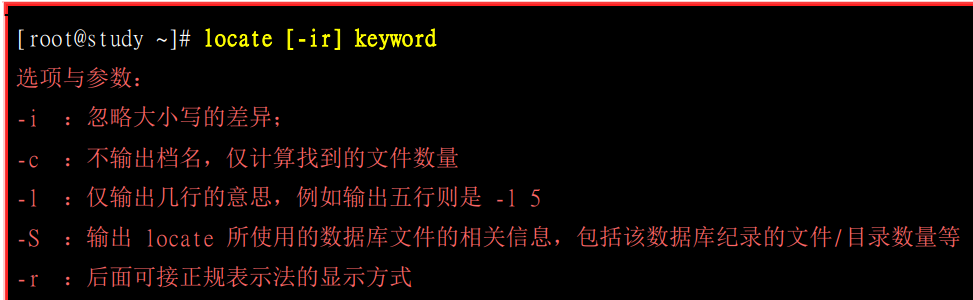 [root@study ~]# locate [-ir] keyword
选项与参数：
-i ：忽略大小写的差异；
-c ：不输出档名，仅计算找到的文件数量
-l ：仅输出几行的意思，例如输出五行则是 -l 5
-S ：输出 locate 所使用的数据库文件的相关信息，包括该数据库纪录的文件/目录数量等
-r ：后面可接正规表示法的显示方式